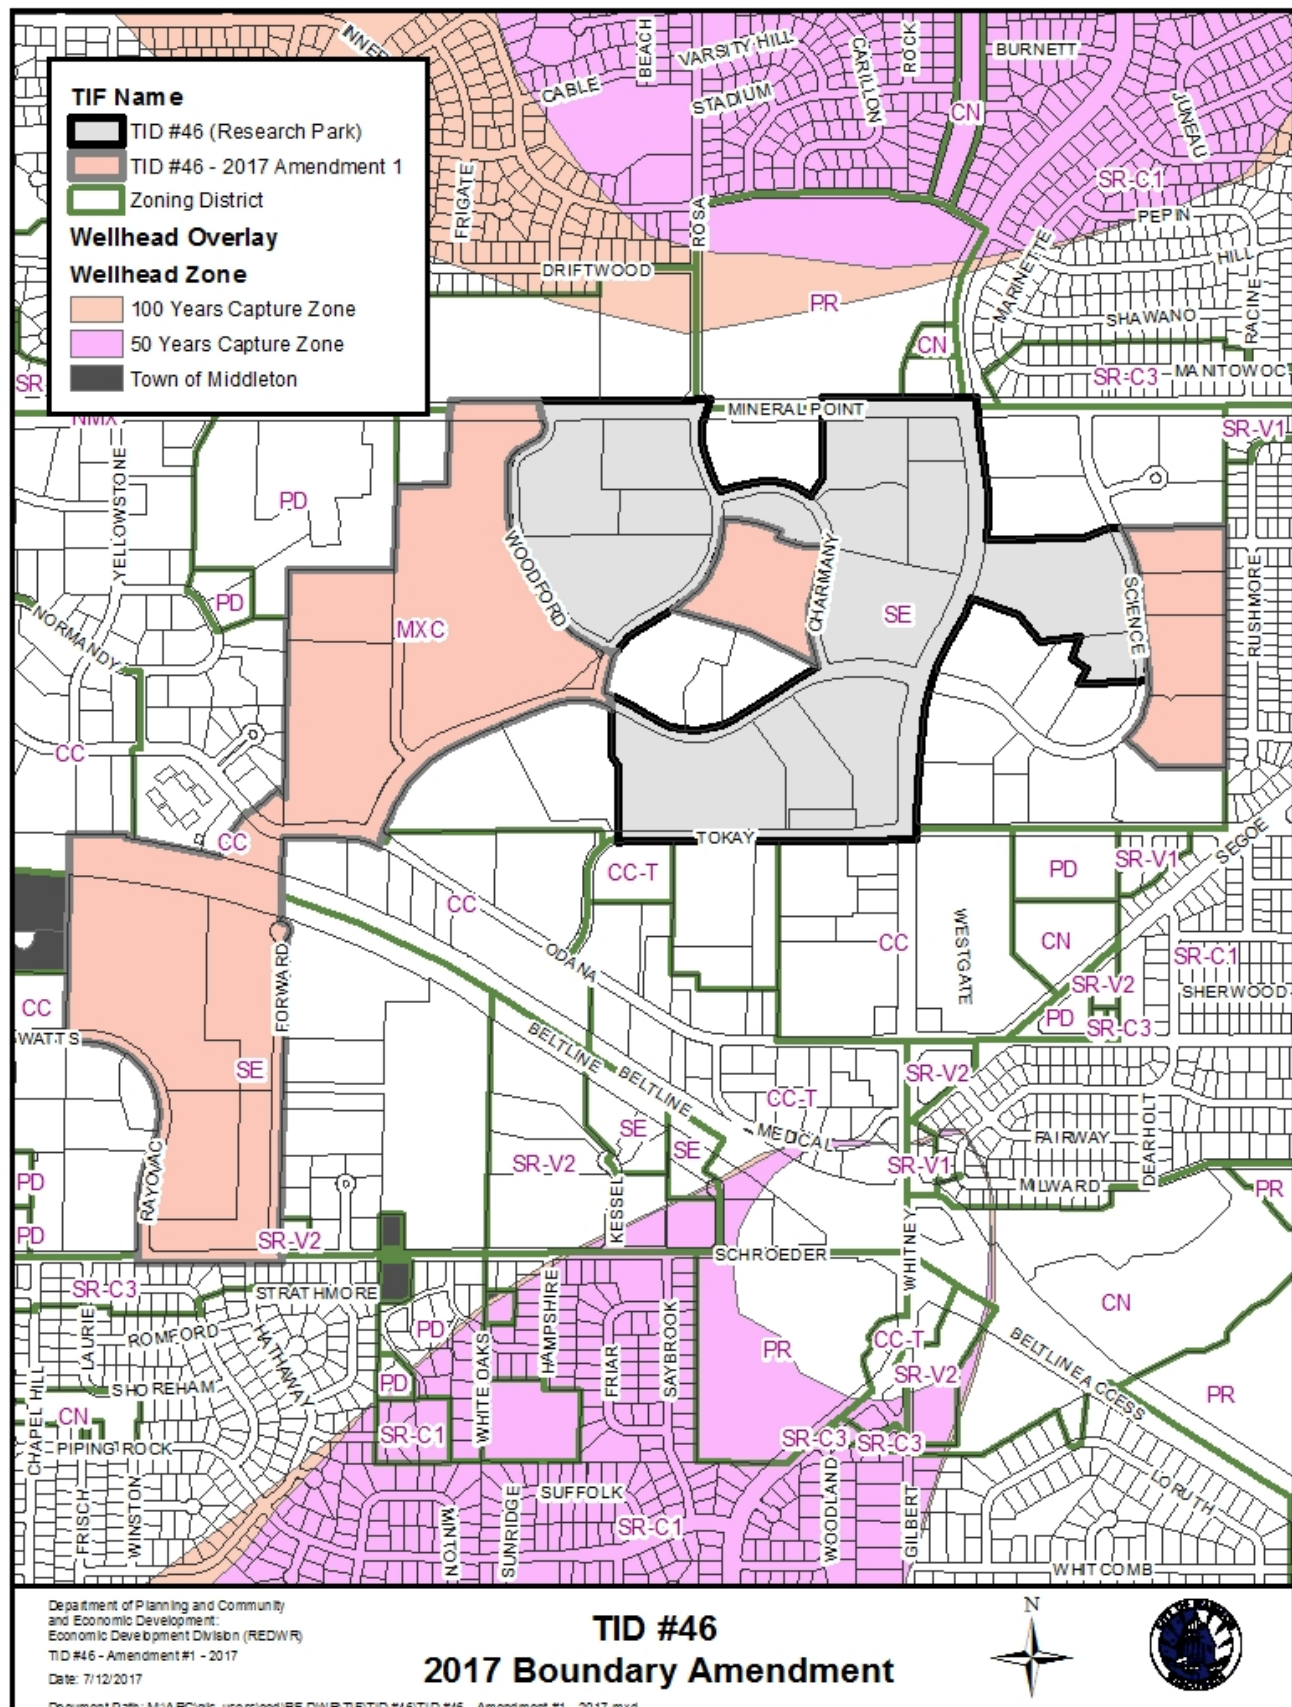 INNER
CABLE
BEACH
VARSITY HILL
STADIUM
CARILLON
ROCK
CN
BURNETT
JUNEAU
SR-C1
PEPIN
HILL
TIF Name
TID #46 (Research Park)
TID #46 - 2017 Amendment 1
Zoning District
Wellhead Overlay
Wellhead Zone
100 Years Capture Zone
50 Years Capture Zone
Town of Middleton
FRIGATE
ROSA
DRIFTWOOD
PR
MARINETTE
SHAWANO
RACINE
CN
SR
SR-C3
MANITOWOC
NMX
MINERAL POINT
SR-V1
YELLOWSTONE
PD
PD
NORMANDY
WOODFORD
CHARMANY
SCIENCE
RUSHMORE
MXC
SE
CC
CC
TOKAY
SEGOE
CC-T
PD
SR-V1
CC
ODANA
CC
WESTGATE
CN
SR-C1
SR-V2
SHERWOOD
PD
SR-C3
FORWARD
CC
WATTS
SE
BELTLINE
BELTLINE
SR-V2
CC-T
SE
SE
MEDICAL
FAIRWAY
DEARHOLT
SR-V2
SR-V1
MILWARD
PR
PD
PD
RAYOVAC
SR-V2
KESSEL
SCHROEDER
WHITNEY
SR-C3
STRATHMORE
LAURIE
ROMFORD
HATHAWAY
SHOREHAM
PD
PD
WHITE OAKS
HAMPSHIRE
FRIAR
SAYBROOK
PR
CC-T
SR-V2
CN
BELTLINE ACCESS
PR
CHAPEL HILL
CN
PIPING ROCK
SR-C1
SR-C3
SR-C3
FRISCH
WINSTON
MINTON
SUNRIDGE
SUFFOLK
SR-C1
WOODLAND
GILBERT
LORUTH
WHITCOMB
Department of Planning and Community
and Economic Development:
Economic Development Division (REDWR)
TID #46 - Amendment #1 - 2017
Date: 7/12/2017
TID #46
2017 Boundary Amendment
N